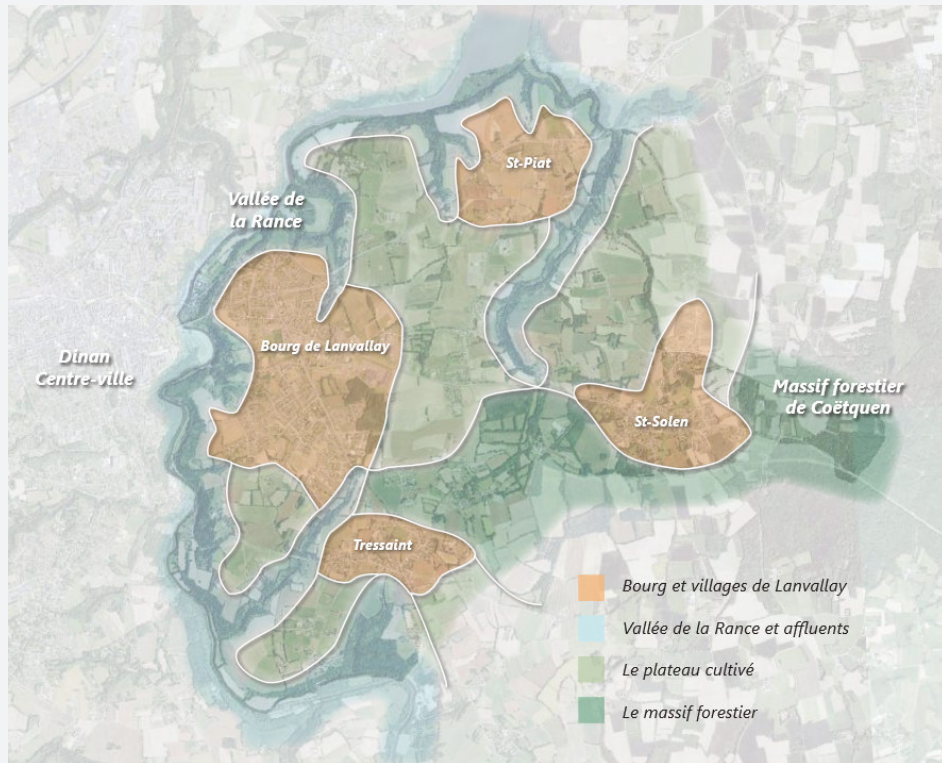 St-Piat
Vallée de
la Rance
Bourg de Lanvallay
Dinan
Centre-ville
Massif forestier
de Coëtquen
St-Solen
Tressaint
Bourg et villages de Lanvallay
Vallée de la Rance et affluents
Le plateau cultivé
Le massif forestier